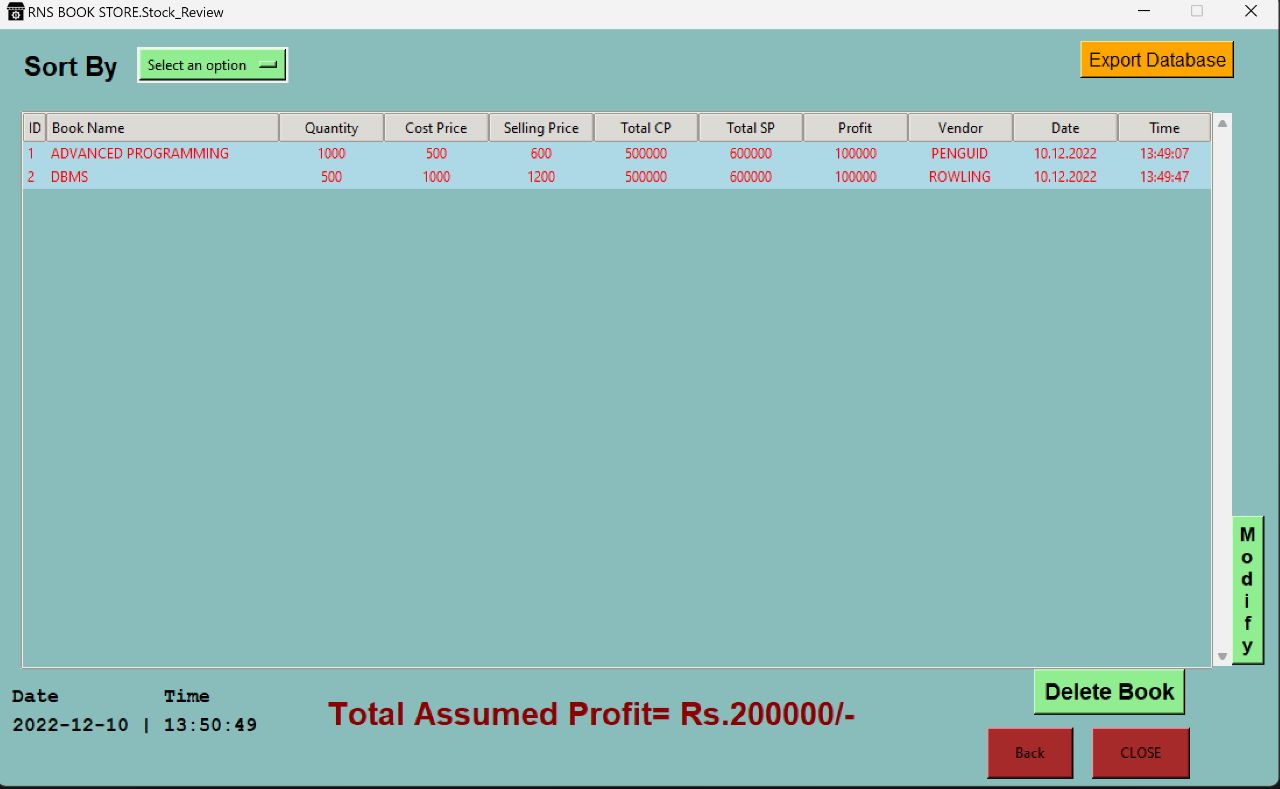 RNS BOOK STORE.Stock_Review
Sort By Select an option Export Database
ID Book Name Quantity Cost Price Selling Price Total CP Total SP Profit Vendor Date Time
1 ADVANCED PROGRAMMING 1000 500 600 500000 600000 100000 PENGUID 10.12.2022 13:49:07
2 DBMS 500 1000 1200 500000 600000 100000 ROWLING 10.12.2022 13:49:47
M
o
d
i
f
y
Delete Book
Date Time
2022-12-10 | 13:50:49
Total Assumed Profit= Rs.200000/-
Back CLOSE